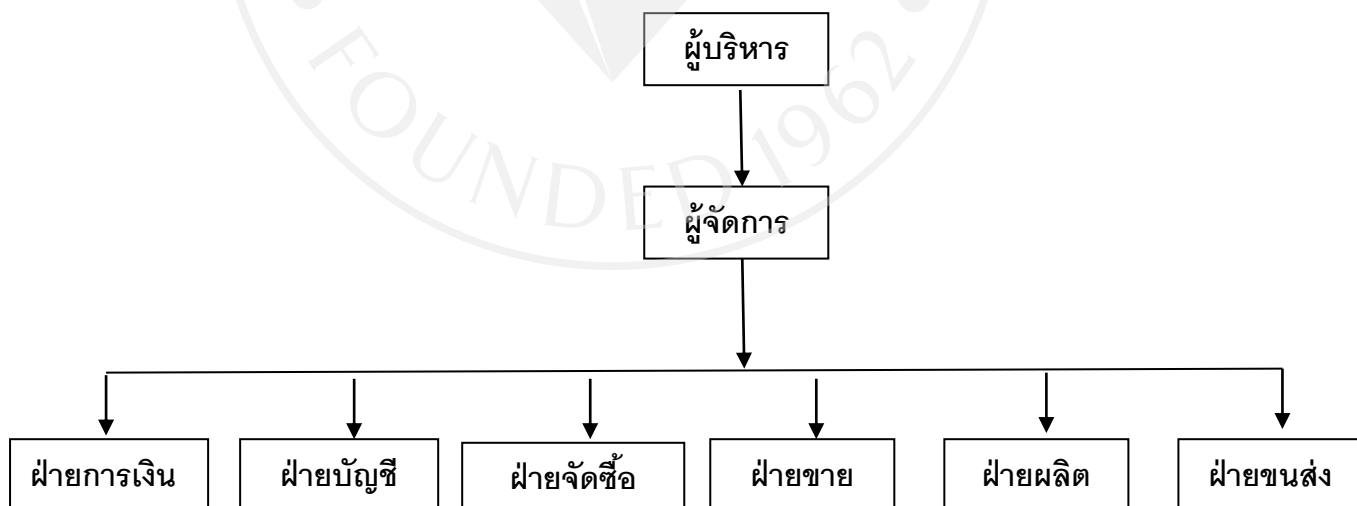 ผู้บริหาร
FOUNDED 1962
ผู้จัดการ
ฝ่ายการเงิน
ฝ่ายบัญชี
ฝ่ายจัดซื้อ
ฝ่ายขาย
ฝ่ายผลิต
ฝ่ายขนส่ง